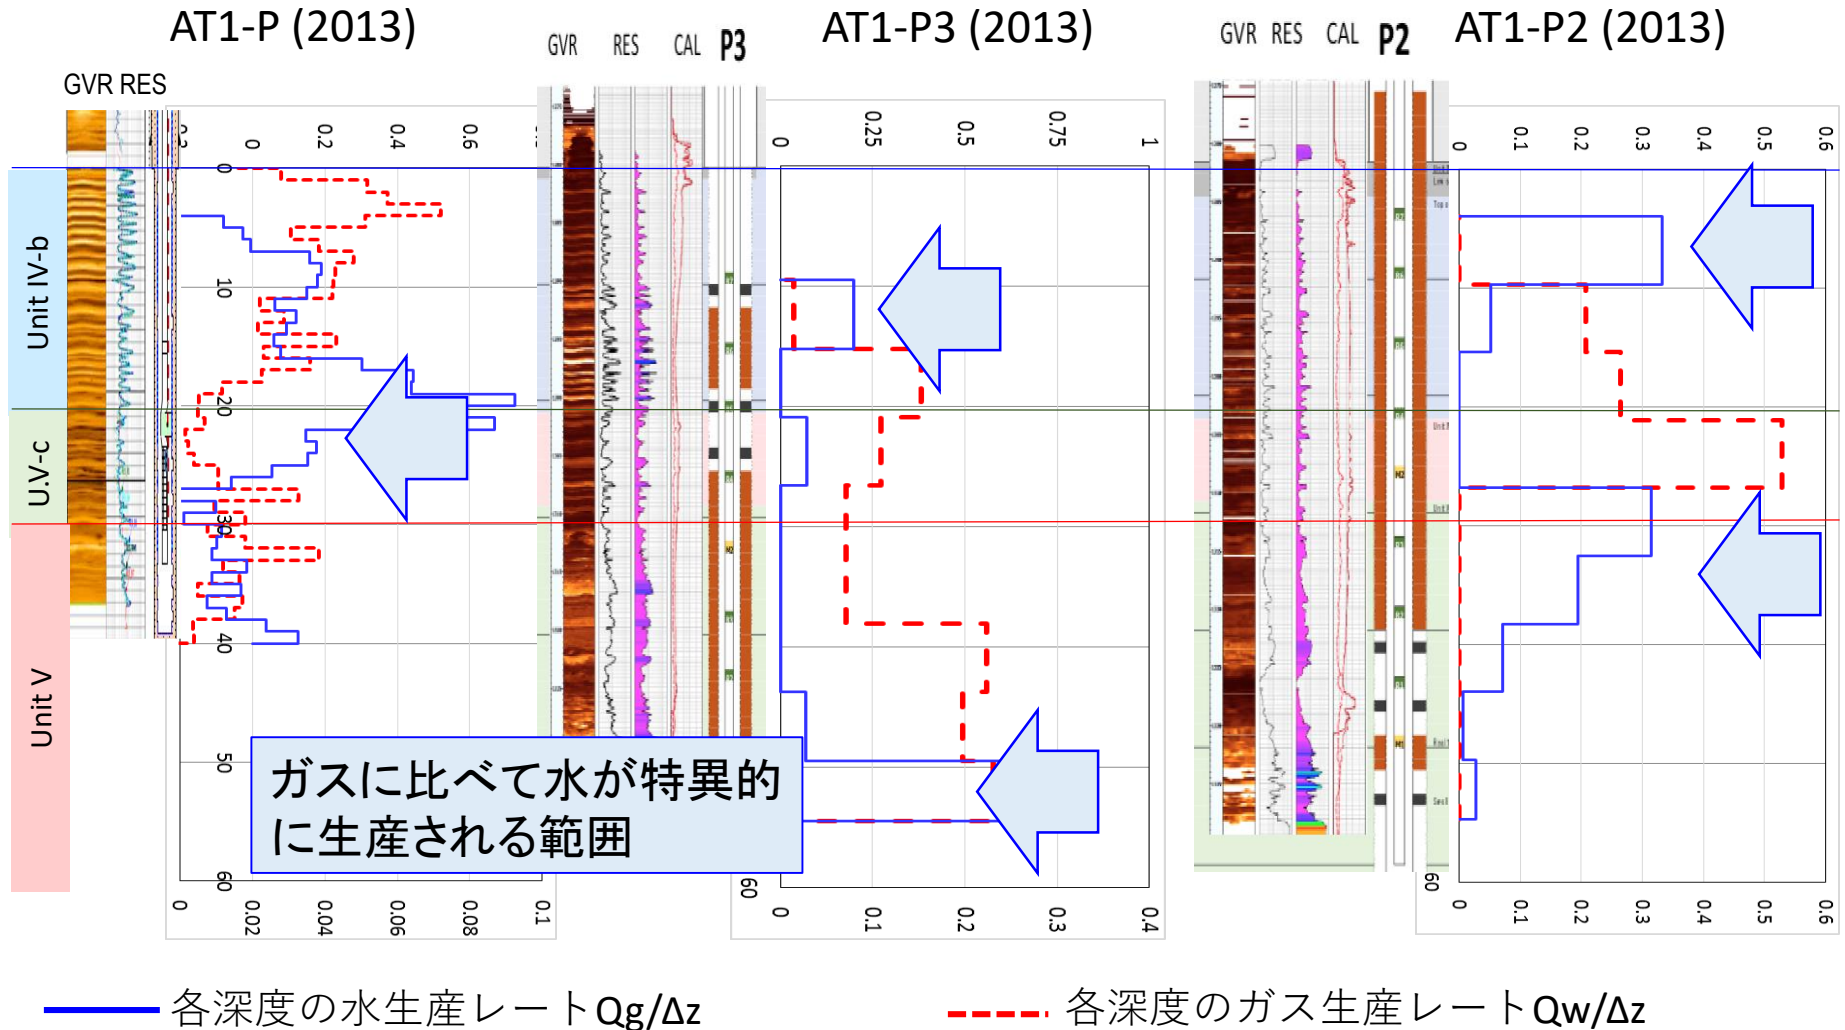 AT1-P (2013)
AT1-P3 (2013)
AT1-P2 (2013)
GVR RES CAL P3
GVR RES CAL P2
GVR RES
0 0.2 0.4 0.6
0 0.25 0.5 0.75 1
0 0.1 0.2 0.3 0.4 0.5 0.6
0
10
20
30
40
50
60
Unit IV-b
U.V-c
Unit V
ガスに比べて水が特異的
に生産される範囲
60
60
0 0.02 0.04 0.06 0.08 0.1
0 0.1 0.2 0.3 0.4
0 0.1 0.2 0.3 0.4 0.5 0.6
各深度の水生産レートQg/Δz
各深度のガス生産レートQw/Δz